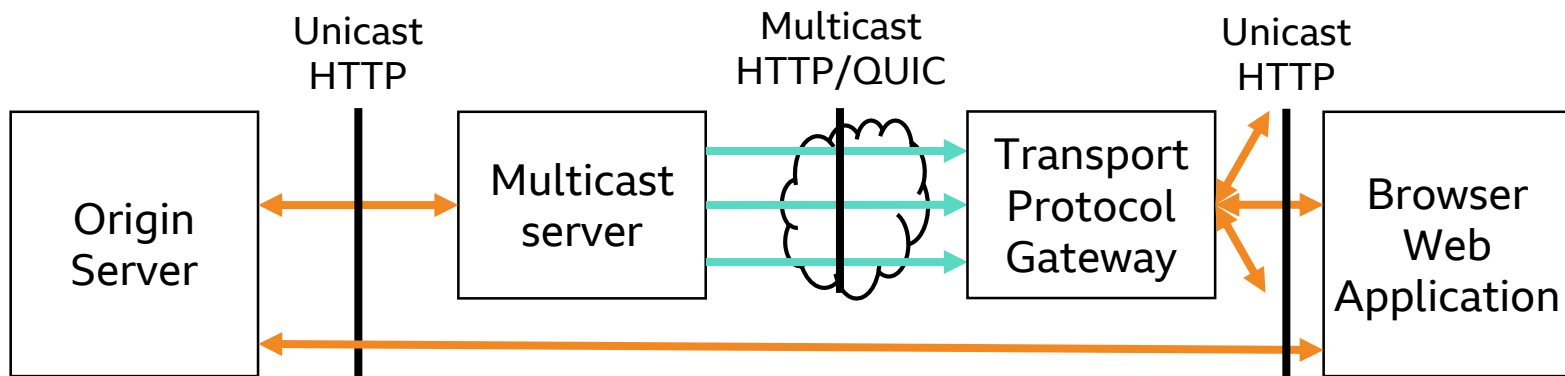 Unicast
HTTP
Multicast
HTTP/QUIC
Unicast
HTTP
Origin
Server
Multicast
server
Transport
Protocol
Gateway
Browser
Web
Application